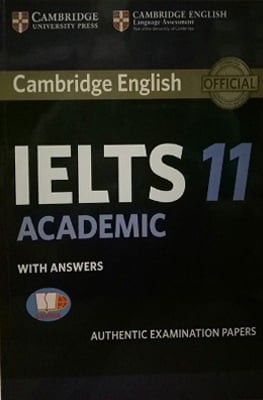 CAMBRIDGE
UNIVERSITY PRESS
CAMBRIDGE ENGLISH
Language Assessment
Part of the University of Cambridge
Cambridge English
OFFICIAL
IELTS 11
ACADEMIC
WITH ANSWERS
AUTHENTIC EXAMINATION PAPERS